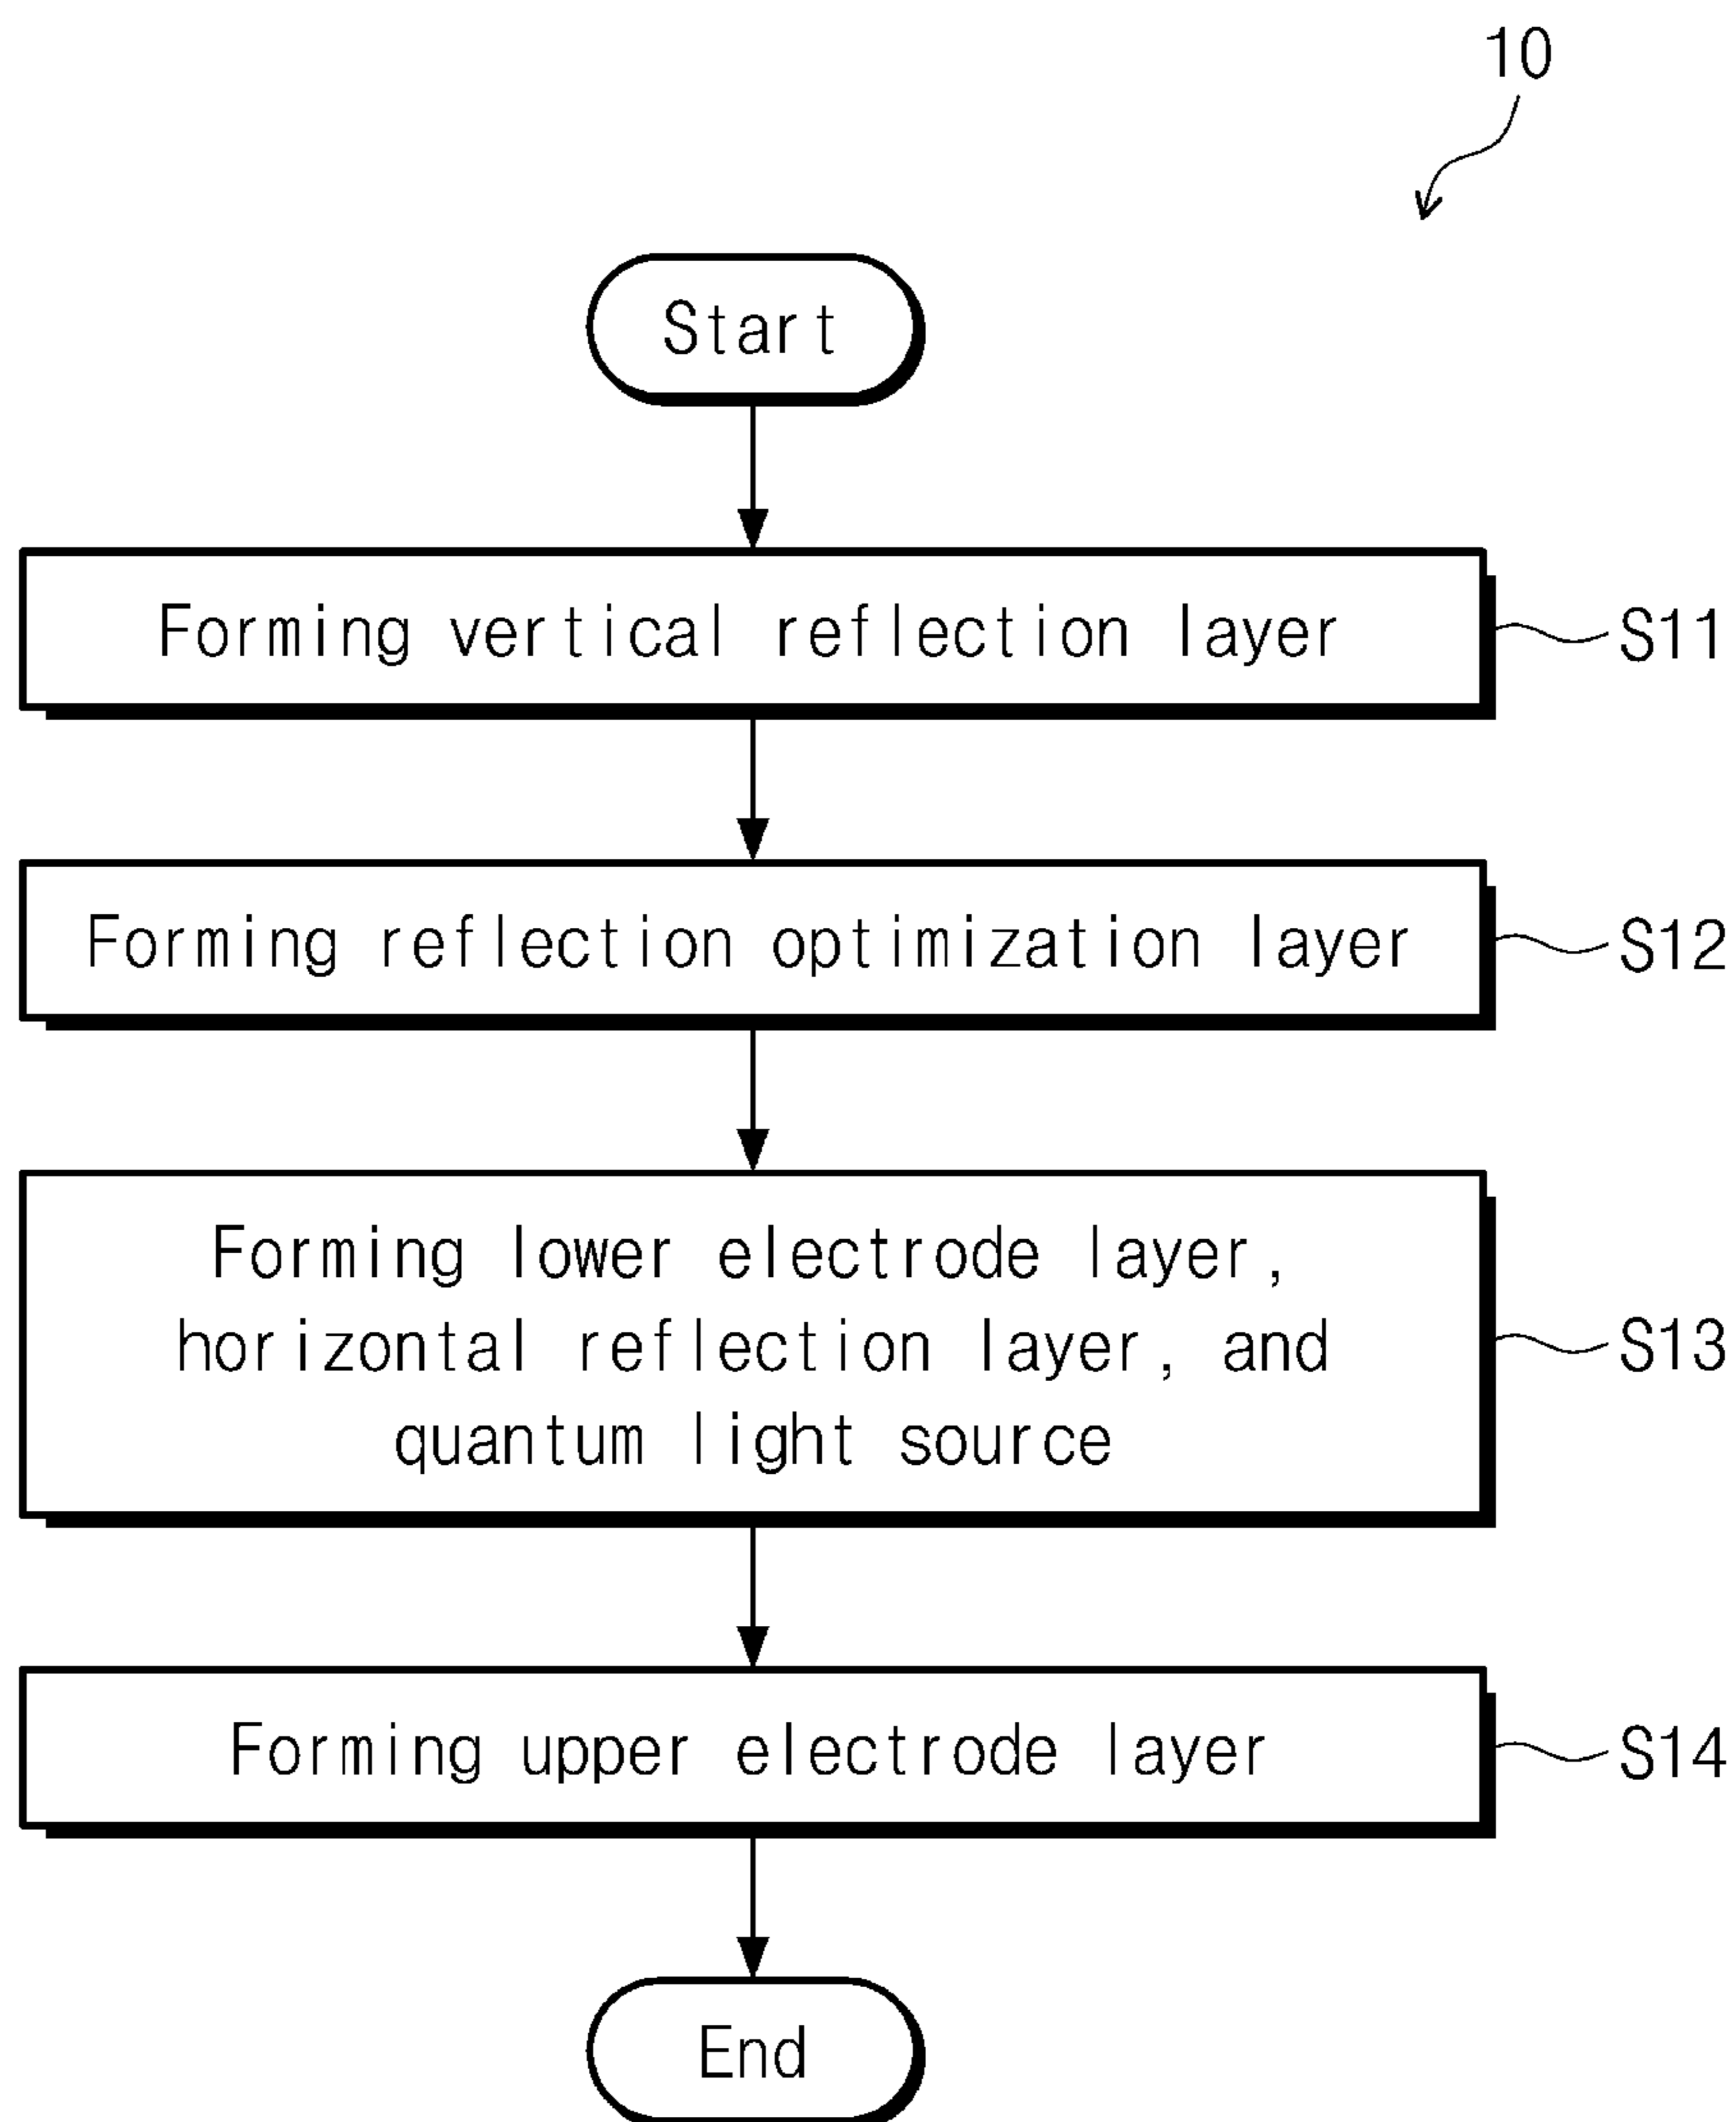 10
Start
Forming vertical reflection layer
S11
Forming reflection optimization layer
S12
Forming lower electrode layer,
horizontal reflection layer, and
quantum light source
S13
Forming upper electrode layer
S14
End